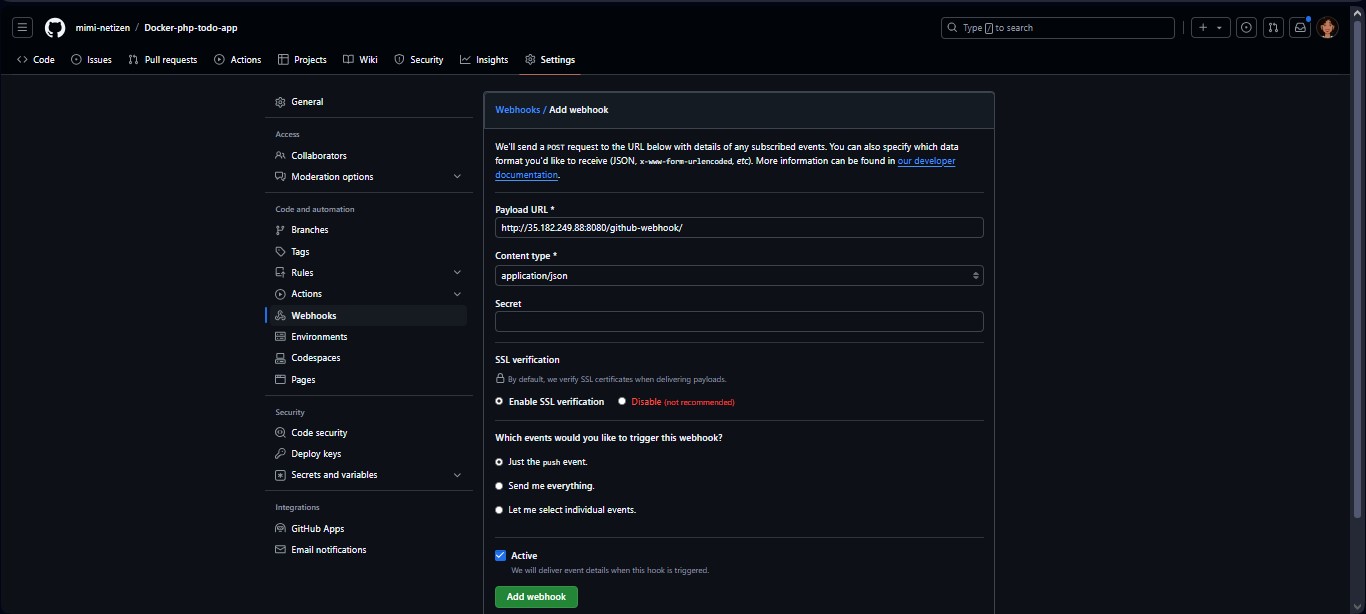 mimi-netizen / Docker-php-todo-app
Type / to search
Code Issues Pull requests Actions Projects Wiki Security Insights Settings
General
Access
Collaborators
Moderation options
Code and automation
Branches
Tags
Rules
Actions
Webhooks
Environments
Codespaces
Pages
Security
Code security
Deploy keys
Secrets and variables
Integrations
GitHub Apps
Email notifications
Webhooks / Add webhook
We'll send a POST request to the URL below with details of any subscribed events. You can also specify which data
format you'd like to receive (JSON, x-www-form-urlencoded, etc). More information can be found in our developer
documentation.
Payload URL *
http://35.182.249.88:8080/github-webhook/
Content type *
application/json
Secret
SSL verification
By default, we verify SSL certificates when delivering payloads.
Enable SSL verification Disable (not recommended)
Which events would you like to trigger this webhook?
Just the push event.
Send me everything.
Let me select individual events.
Active
We will deliver event details when this hook is triggered.
Add webhook